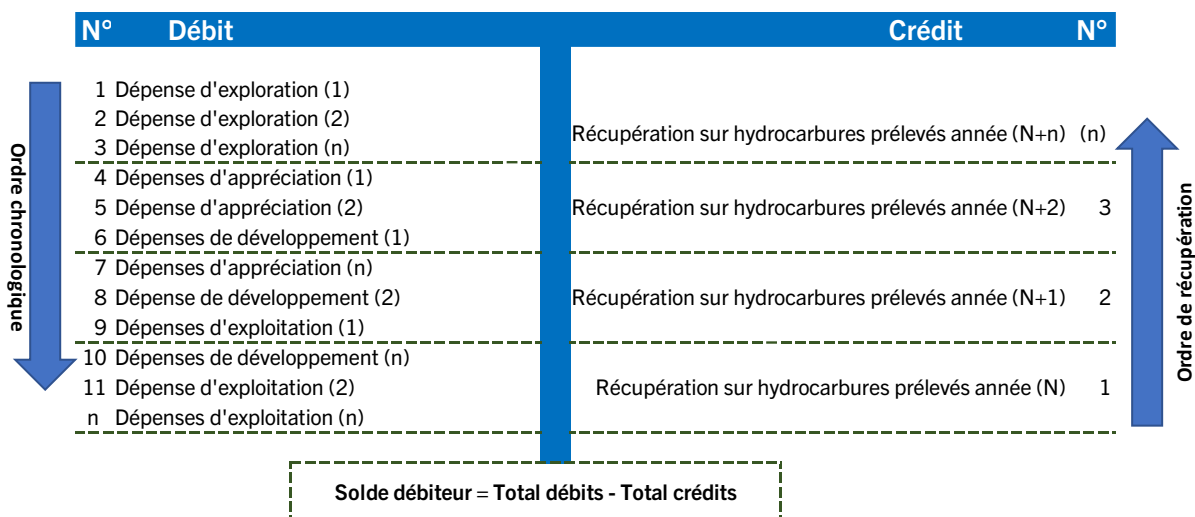 N° Débit Crédit N°
Ordre chronologique
1 Dépense d'exploration (1)
2 Dépense d'exploration (2)
3 Dépense d'exploration (n)
Récupération sur hydrocarbures prélevés année (N+n) (n)
4 Dépenses d'appréciation (1)
5 Dépense d'appréciation (2)
Récupération sur hydrocarbures prélevés année (N+2) 3
6 Dépenses de développement (1)
7 Dépenses d'appréciation (n)
8 Dépense de développement (2)
Récupération sur hydrocarbures prélevés année (N+1) 2
9 Dépenses d'exploitation (1)
10 Dépenses de développement (n)
11 Dépense d'exploitation (2)
Récupération sur hydrocarbures prélevés année (N) 1
n Dépenses d'exploitation (n)
Ordre de récupération
Solde débiteur = Total débits - Total crédits